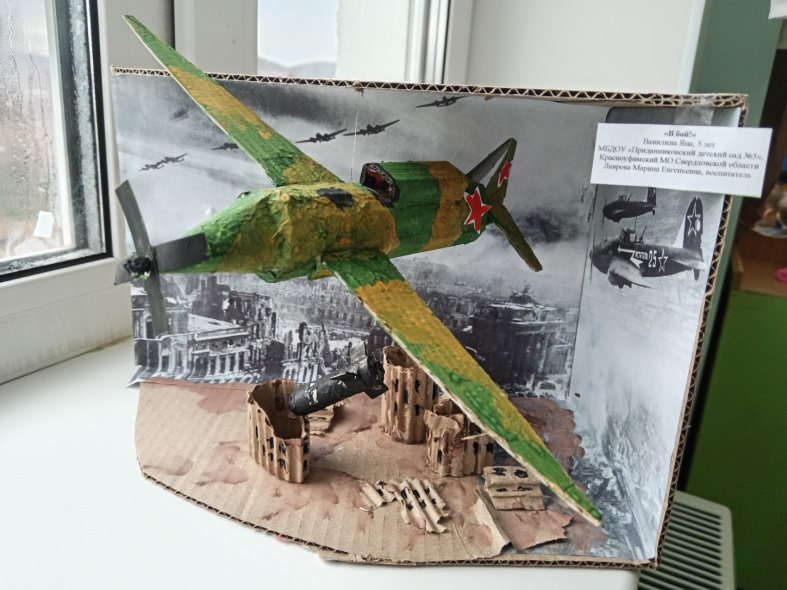 «В бой!»
Вавилина Яна, 5 лет
МБДОУ «Приданниковский детский сад №5»,
Красноуфимский МО Свердловской области
Лаврова Марина Евгеньевна, воспитатель
25